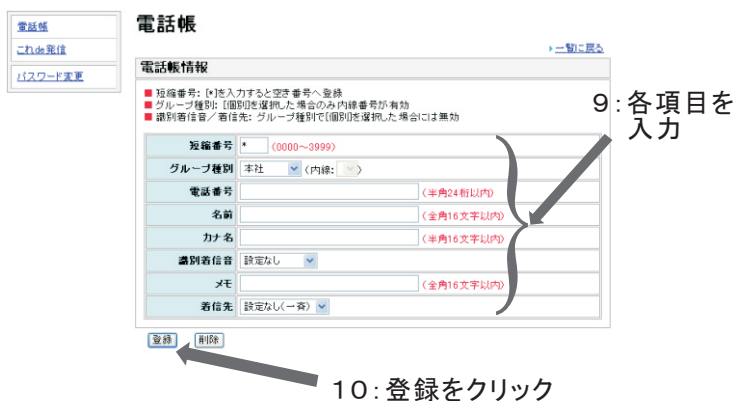 電話帳
これde発信
パスワード変更
電話帳
一覧に戻る
電話帳情報
■ 短縮番号: [*]を入力すると空き番号へ登録
■ グループ種別: [個別]を選択した場合のみ内線番号が有効
■ 識別着信音/着信先: グループ種別で[個別]を選択した場合には無効
短縮番号 * (0000～3999)
グループ種別 本社 (内線: )
電話番号 (半角24桁以内)
名前 (全角16文字以内)
カナ名 (半角16文字以内)
識別着信音 設定なし
メモ (全角16文字以内)
着信先 設定なし(一斉)
登録 削除
9:各項目を
入力
10:登録をクリック